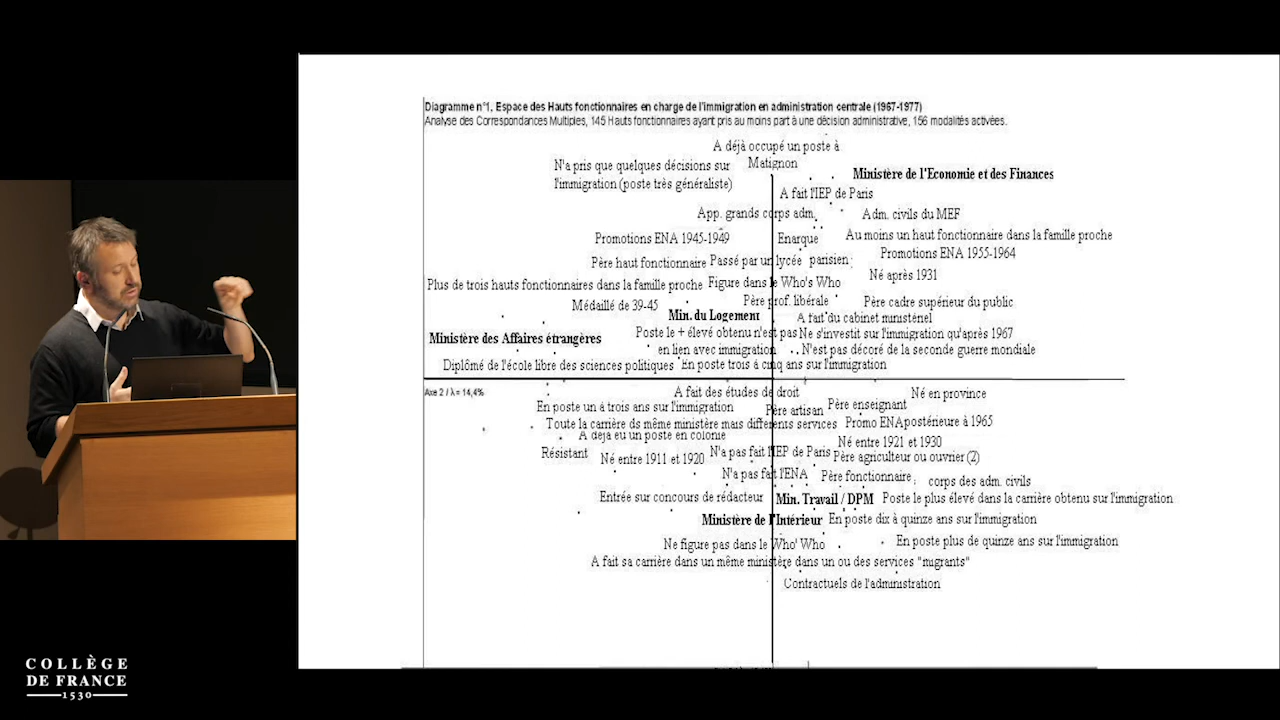 Diagramme n°1, Espace des Hauts fonctionnaires en charge de l'immigration en administration centrale (1967-1977)
Analyse des Correspondances Multiples, 145 Hauts fonctionnaires ayant pris au moins part à une décision administrative, 156 modalités activées.
A déjà occupé un poste à
Matignon
N'a pris que quelques décisions sur
l'immigration (poste très généraliste)
Ministère de l'Economie et des Finances
A fait l'IEP de Paris
App. grands corps adm.
Adm. civils du MEF
Promotions ENA 1945-1949
Enarque
Au moins un haut fonctionnaire dans la famille proche
Promotions ENA 1955-1964
Père haut fonctionnaire
Passé par un lycée parisien
Né après 1931
Plus de trois hauts fonctionnaires dans la famille proche
Figure dans le Who's Who
Médaillé de 39-45
Père prof. libérale
Père cadre supérieur du public
Min. du Logement
A fait du cabinet ministériel
Ministère des Affaires étrangères
Poste le + élevé obtenu n'est pas
en lien avec immigration
Ne s'investit sur l'immigration qu'après 1967
N'est pas décoré de la seconde guerre mondiale
Diplômé de l'école libre des sciences politiques
En poste trois à cinq ans sur l'immigration
Axe 2 / λ = 14,4%
A fait des études de droit
Né en province
En poste un à trois ans sur l'immigration
Père artisan
Père enseignant
Toute la carrière ds même ministère mais différents services
Promo ENA postérieure à 1965
A déjà eu un poste en colonie
Né entre 1921 et 1930
Résistant
Né entre 1911 et 1920
N'a pas fait l'IEP de Paris
Père agriculteur ou ouvrier (2)
N'a pas fait l'ENA
Père fonctionnaire
corps des adm. civils
Entrée sur concours de rédacteur
Min. Travail / DPM
Poste le plus élevé dans la carrière obtenu sur l'immigration
Ministère de l'Intérieur
En poste dix à quinze ans sur l'immigration
Ne figure pas dans le Who' Who
En poste plus de quinze ans sur l'immigration
A fait sa carrière dans un même ministère dans un ou des services "migrants"
Contractuels de l'administration
COLLÈGE
DE FRANCE
1530